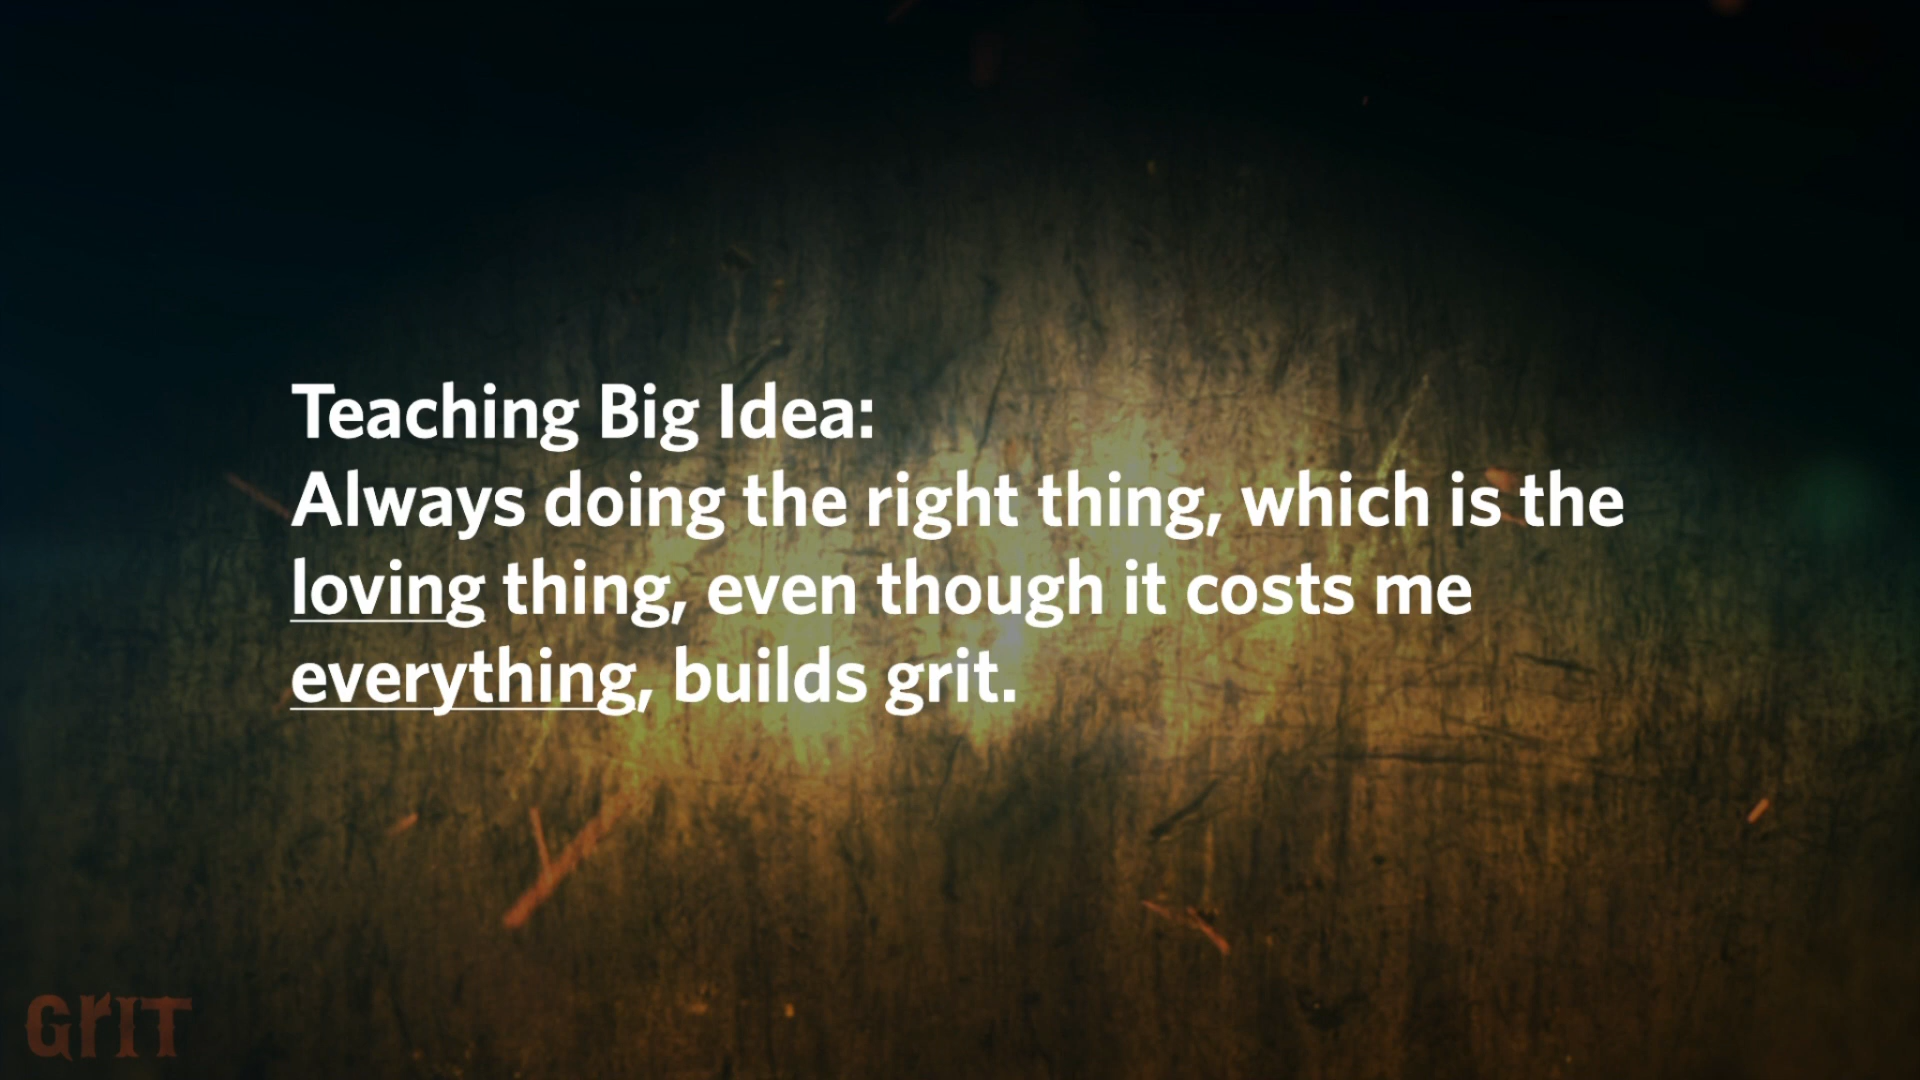 Teaching Big Idea:
Always doing the right thing, which is the
loving thing, even though it costs me
everything, builds grit.
GRIT